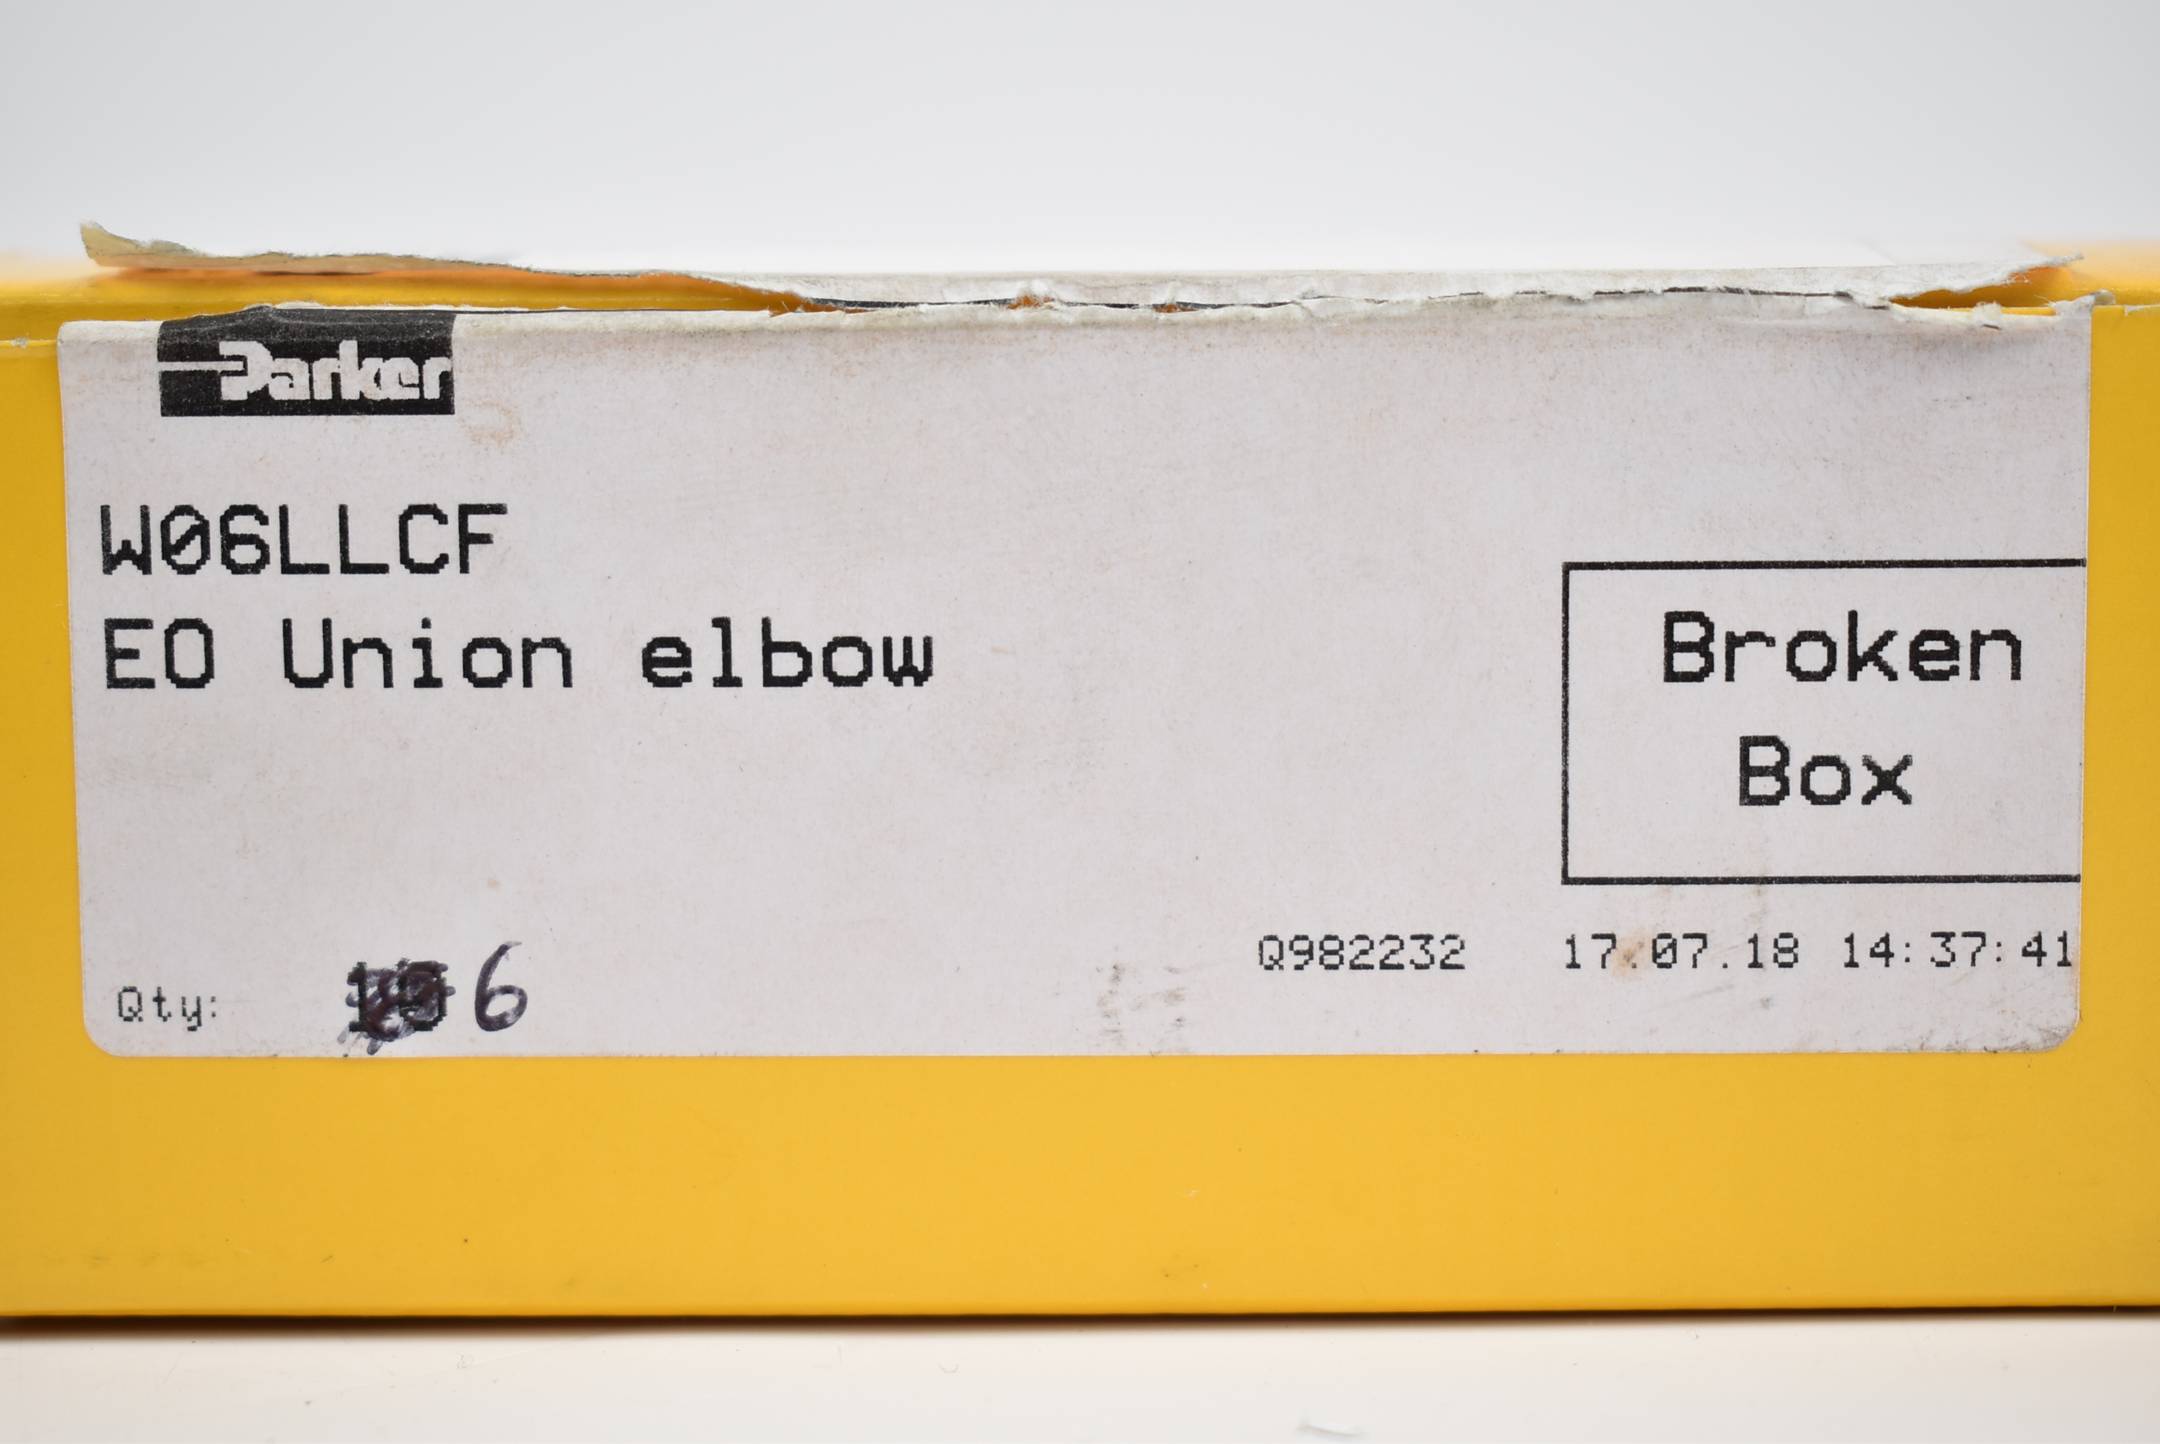 Parker
W06LLCF
EO Union elbow
Broken
Box
Q982232 17.07.18 14:37:41
Qty: 6